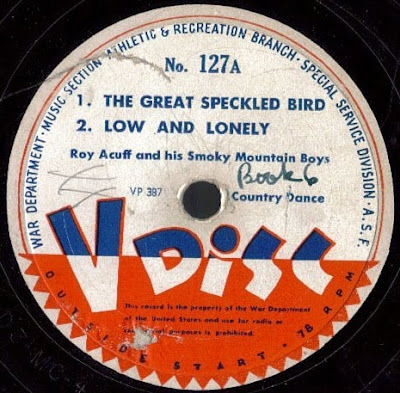 WAR DEPARTMENT · MUSIC SECTION ATHLETIC & RECREATION BRANCH · SPECIAL SERVICE DIVISION · A.S.F.
No. 127A
1. THE GREAT SPECKLED BIRD
2. LOW AND LONELY
Roy Acuff and his Smoky Mountain Boys
Book 6
VP 387
Country Dance
V DISC
This record is the property of the War Department
of the United States and use for radio or
purposes is prohibited.
OUTSIDE START · 78 RPM